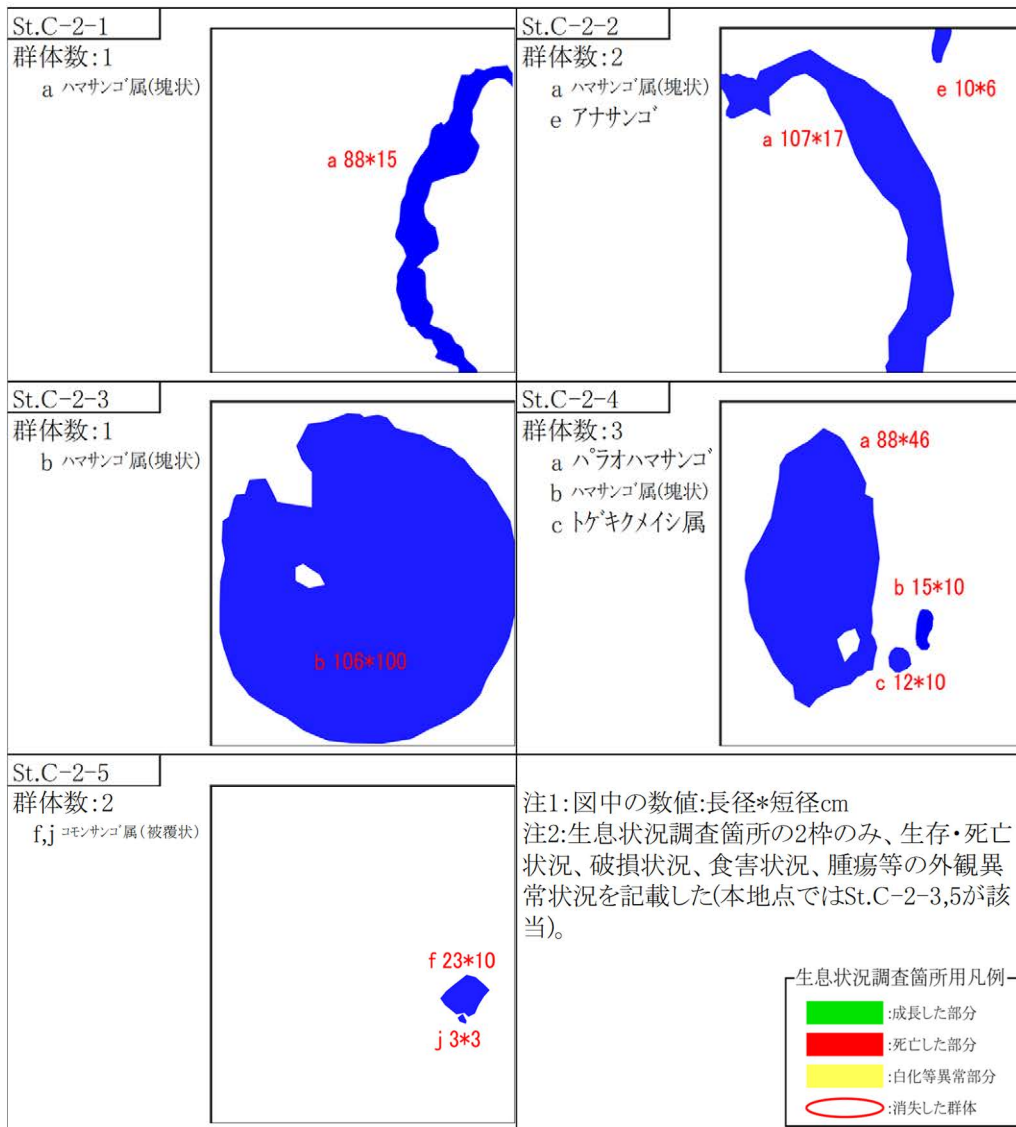 St.C-2-1
群体数:1
a ﾊﾏｻﾝｺﾞ属(塊状)
a 88*15
St.C-2-2
群体数:2
a ﾊﾏｻﾝｺﾞ属(塊状)
e アナサンゴ
a 107*17
e 10*6
St.C-2-3
群体数:1
b ﾊﾏｻﾝｺﾞ属(塊状)
b 106*100
St.C-2-4
群体数:3
a パラオハマサンゴ
b ﾊﾏｻﾝｺﾞ属(塊状)
c トゲキクメイシ属
a 88*46
b 15*10
c 12*10
St.C-2-5
群体数:2
f,j ｺﾓﾝｻﾝｺﾞ属(被覆状)
f 23*10
j 3*3
注1:図中の数値:長径*短径cm
注2:生息状況調査箇所の2枠のみ、生存・死亡
状況、破損状況、食害状況、腫瘍等の外観異
常状況を記載した(本地点ではSt.C-2-3,5が該
当)。
生息状況調査箇所用凡例
:成長した部分
:死亡した部分
:白化等異常部分
:消失した群体